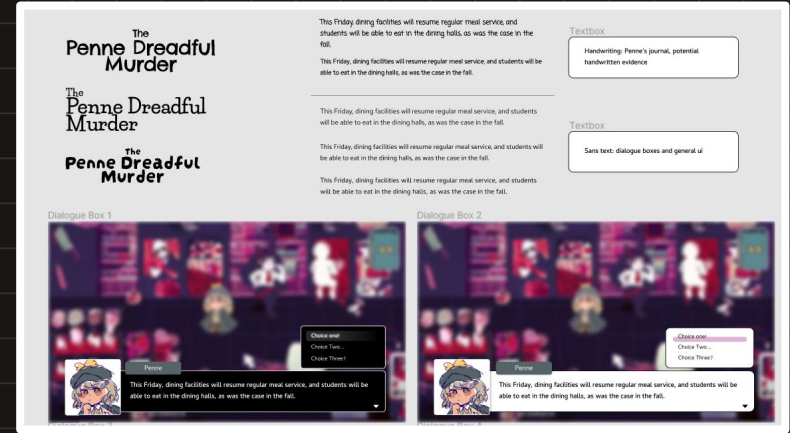 The
Penne Dreadful
Murder
The
Penne Dreadful
Murder
The
Penne Dreadful
Murder
This Friday, dining facilities will resume regular meal service, and
students will be able to eat in the dining halls, as was the case in the
fall.
This Friday, dining facilities will resume regular meal service, and students will be
able to eat in the dining halls, as was the case in the fall.
This Friday, dining facilities will resume regular meal service, and students
will be able to eat in the dining halls, as was the case in the fall.
This Friday, dining facilities will resume regular meal service, and students will
be able to eat in the dining halls, as was the case in the fall.
This Friday, dining facilities will resume regular meal service, and students
will be able to eat in the dining halls, as was the case in the fall.
Textbox
Handwriting: Penne's journal, potential
handwritten evidence
Textbox
Sans text: dialogue boxes and general ui
Dialogue Box 1
Choice one!
Choice Two...
Choice Three?
Penne
This Friday, dining facilities will resume regular meal service, and students will be
able to eat in the dining halls, as was the case in the fall.
Dialogue Box 2
Choice one!
Choice Two...
Choice Three?
Penne
This Friday, dining facilities will resume regular meal service, and students will be
able to eat in the dining halls, as was the case in the fall.